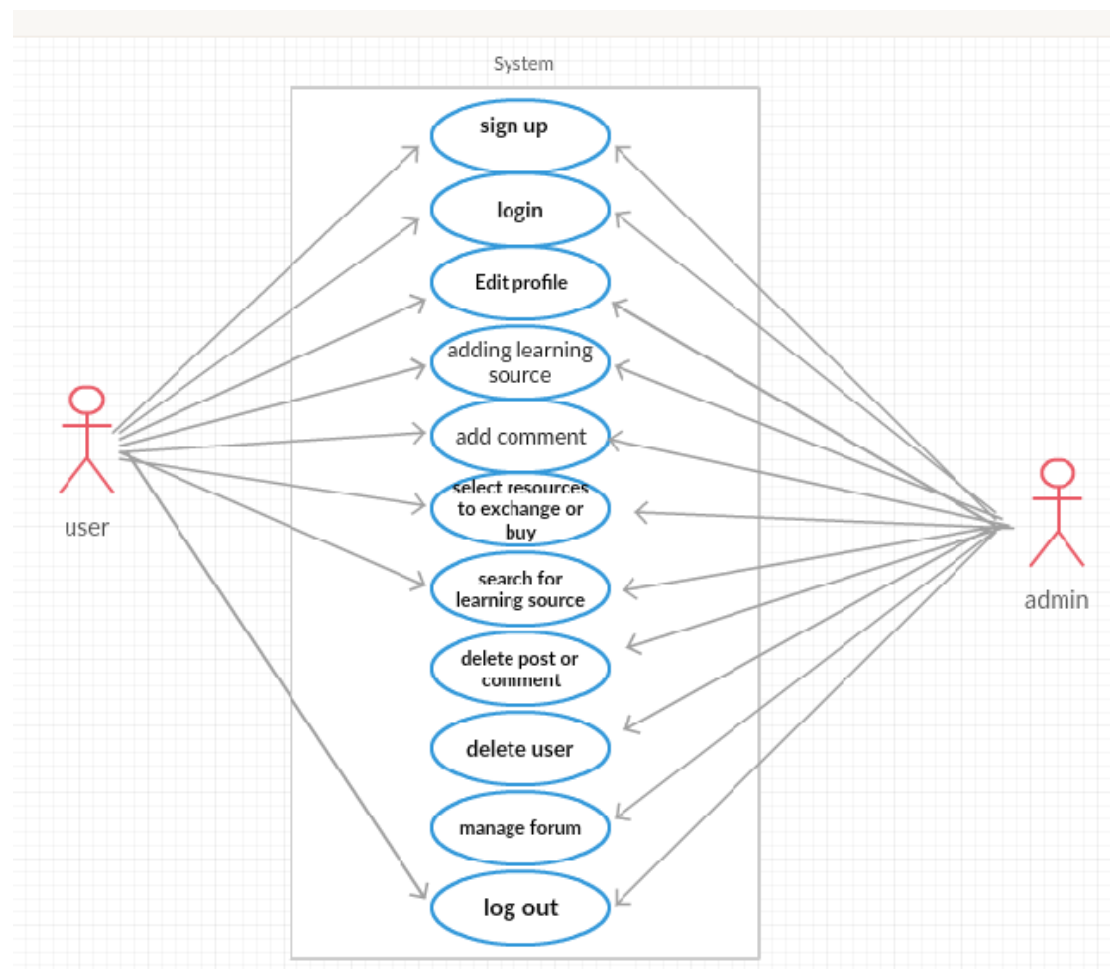 System
sign up
login
Edit profile
adding learning
source
add comment
select resources
to exchange or
buy
search for
learning source
delete post or
comment
delete user
manage forum
log out
user
admin